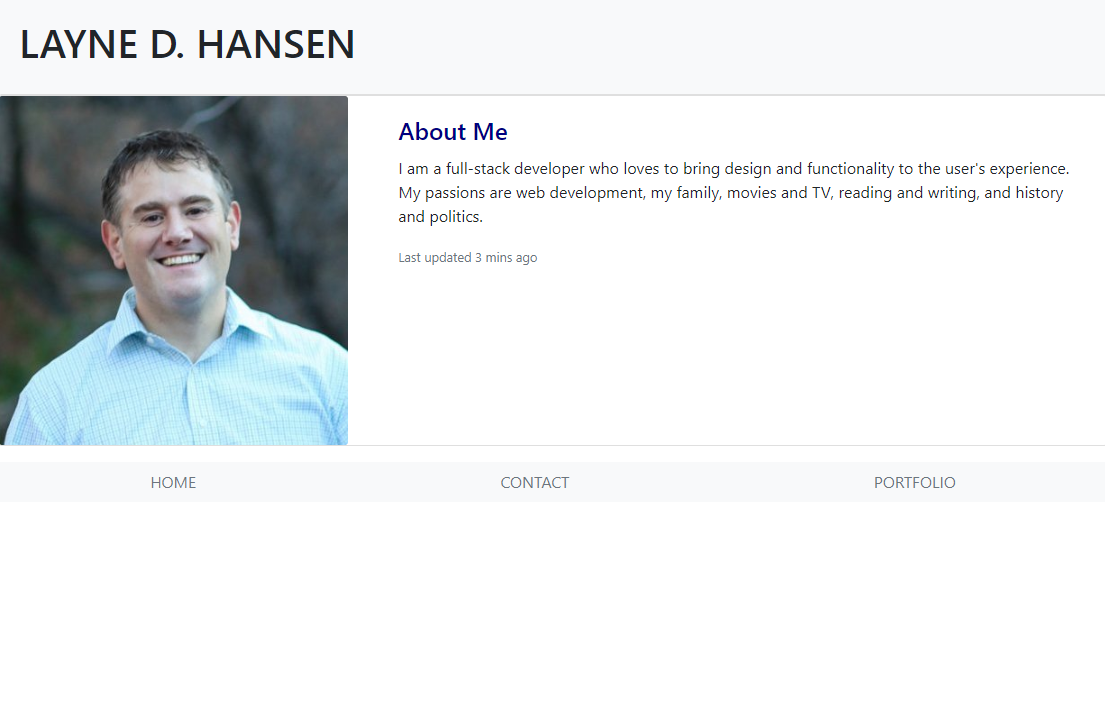 LAYNE D. HANSEN
About Me
I am a full-stack developer who loves to bring design and functionality to the user's experience.
My passions are web development, my family, movies and TV, reading and writing, and history
and politics.
Last updated 3 mins ago
HOME
CONTACT
PORTFOLIO